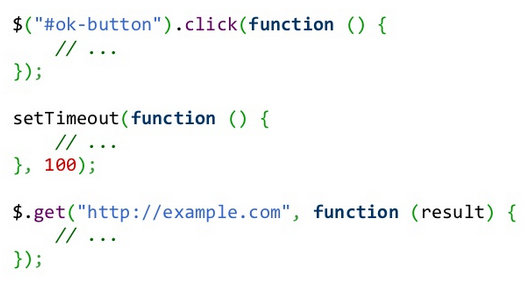 $("#ok-button").click(function () {
    // ...
});

setTimeout(function () {
    // ...
}, 100);

$.get("http://example.com", function (result) {
    // ...
});